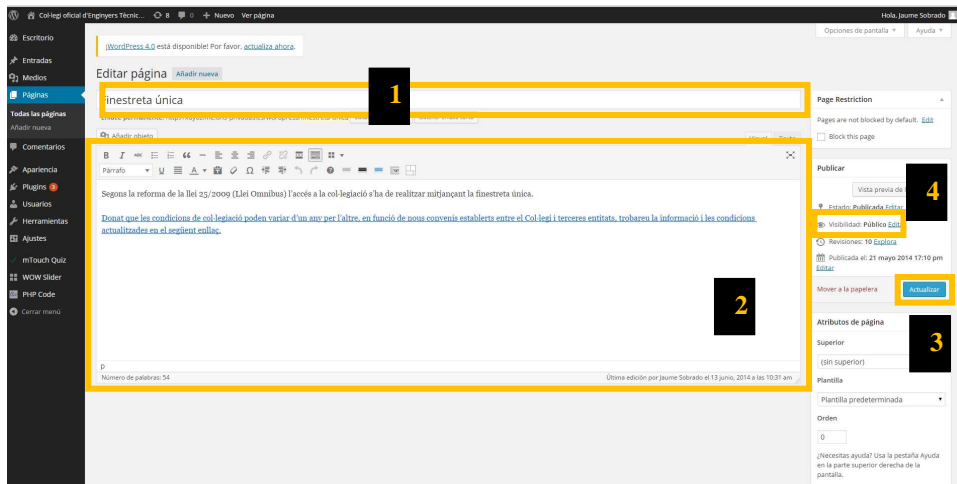 Col·legi oficial d'Enginyers Tècnic... 8 0 + Nuevo Ver página Hola, Jaume Sobrado
Opciones de pantalla Ayuda
Escritorio
Entradas
Medios
Páginas
Todas las páginas
Añadir nueva
Comentarios
Apariencia
Plugins 3
Usuarios
Herramientas
Ajustes
mTouch Quiz
WOW Slider
PHP Code
Cerrar menú
¡WordPress 4.0 está disponible! Por favor, actualiza ahora.
Editar página Añadir nueva
1
Finestreta única
Añadir objeto
Párrafo
Segons la reforma de la llei 25/2009 (Llei Omnibus) l'accés a la col·legiació s'ha de realitzar mitjançant la finestreta única.
Donat que les condicions de col·legiació poden variar d'un any per l'altre, en funció de nous convenis establerts entre el Col·legi i terceres entitats, trobareu la informació i les condicions
actualitzades en el següent enllaç.
2
p
Número de palabras: 54 Última edición por Jaume Sobrado el 13 junio, 2014 a las 10:31 am
Page Restriction
Pages are not blocked by default. Edit
Block this page
Publicar
Vista previa de
4
Estado: Publicada Editar
Visibilidad: Público Edit
Revisiones: 10 Explora
Publicada el: 21 mayo 2014 17:10 pm
Editar
Mover a la papelera Actualizar
3
Atributos de página
Superior
(sin superior)
Plantilla
Plantilla predeterminada
Orden
0
¿Necesitas ayuda? Usa la pestaña Ayuda
en la parte superior derecha de la
pantalla.